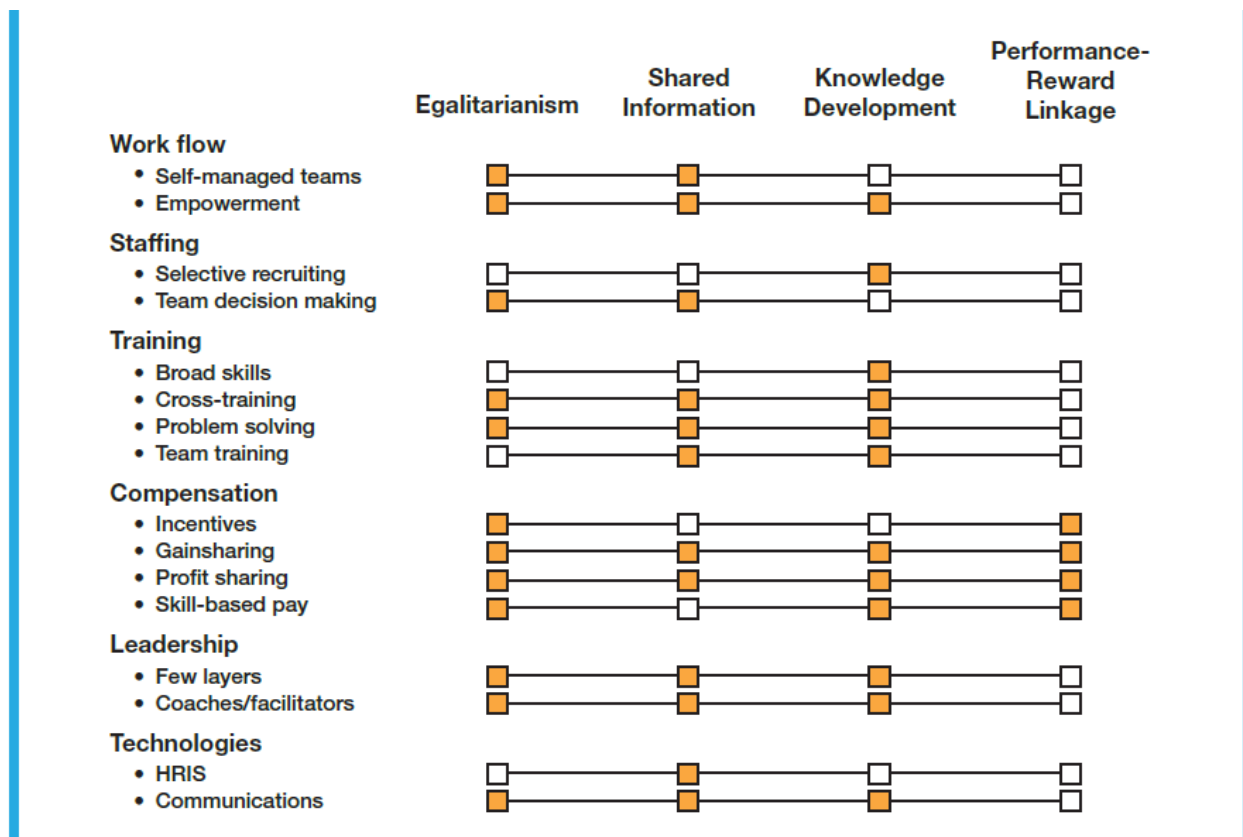 Performance-
Shared Knowledge Reward
Egalitarianism Information Development Linkage
Work flow
• Self-managed teams
• Empowerment
Staffing
• Selective recruiting
• Team decision making
Training
• Broad skills
• Cross-training
• Problem solving
• Team training
Compensation
• Incentives
• Gainsharing
• Profit sharing
• Skill-based pay
Leadership
• Few layers
• Coaches/facilitators
Technologies
• HRIS
• Communications